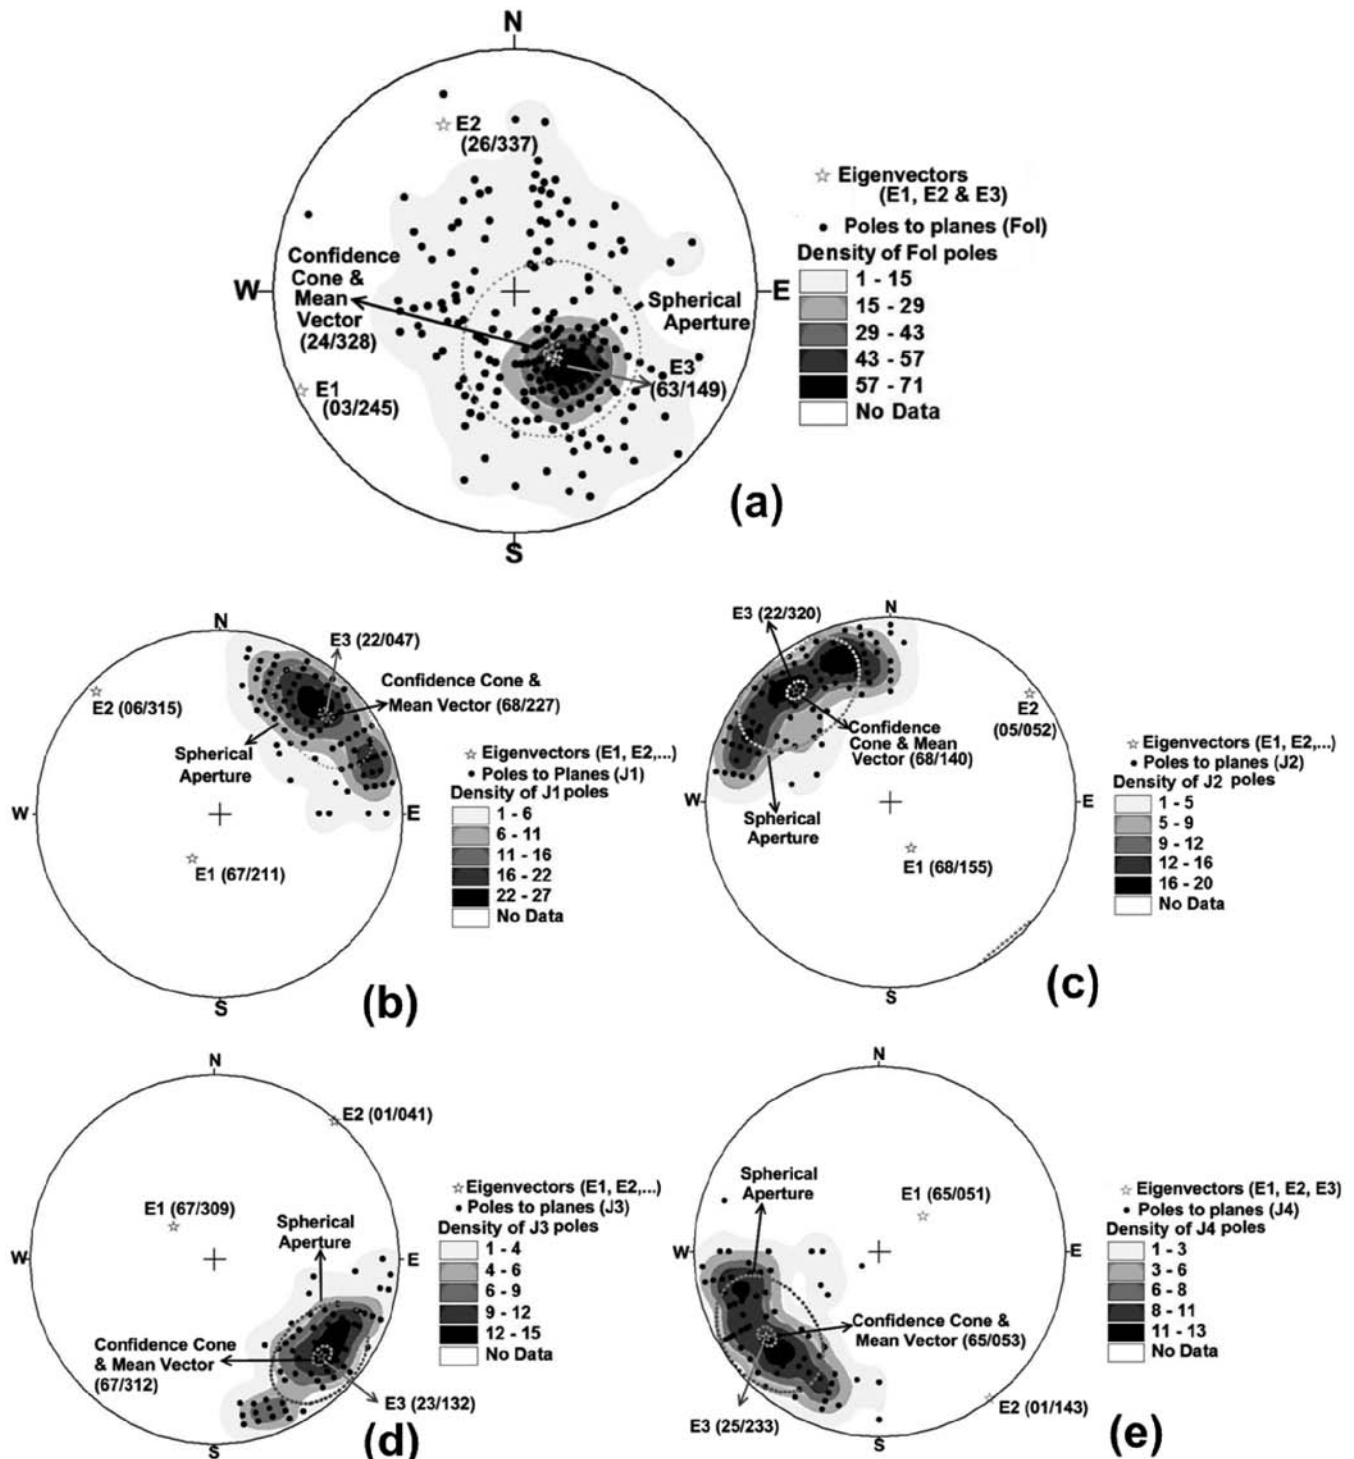 N
E2
(26/337)
Eigenvectors
(E1, E2 & E3)
Poles to planes (Fol)
Confidence
Cone &
Mean
Vector
(24/328)
W
E
Spherical
Aperture
E3
(63/149)
E1
(03/245)
S
Density of Fol poles
1 - 15
15 - 29
29 - 43
43 - 57
57 - 71
No Data
(a)
N
E3 (22/047)
Confidence Cone &
Mean Vector (68/227)
E2 (06/315)
Spherical
Aperture
W
E
E1 (67/211)
S
Eigenvectors (E1, E2,...)
Poles to Planes (J1)
Density of J1 poles
1 - 6
6 - 11
11 - 16
16 - 22
22 - 27
No Data
(b)
E3 (22/320)
N
E2
(05/052)
Confidence
Cone & Mean
Vector (68/140)
W
E
Spherical
Aperture
E1 (68/155)
S
Eigenvectors (E1, E2,...)
Poles to planes (J2)
Density of J2 poles
1 - 5
5 - 9
9 - 12
12 - 16
16 - 20
No Data
(c)
N
E2 (01/041)
E1 (67/309)
Spherical
Aperture
W
E
Confidence Cone
& Mean Vector
(67/312)
E3 (23/132)
S
Eigenvectors (E1, E2,...)
Poles to planes (J3)
Density of J3 poles
1 - 4
4 - 6
6 - 9
9 - 12
12 - 15
No Data
(d)
N
Spherical
Aperture
E1 (65/051)
W
E
Confidence Cone &
Mean Vector (65/053)
E3 (25/233)
E2 (01/143)
S
Eigenvectors (E1, E2, E3)
Poles to planes (J4)
Density of J4 poles
1 - 3
3 - 6
6 - 8
8 - 11
11 - 13
No Data
(e)